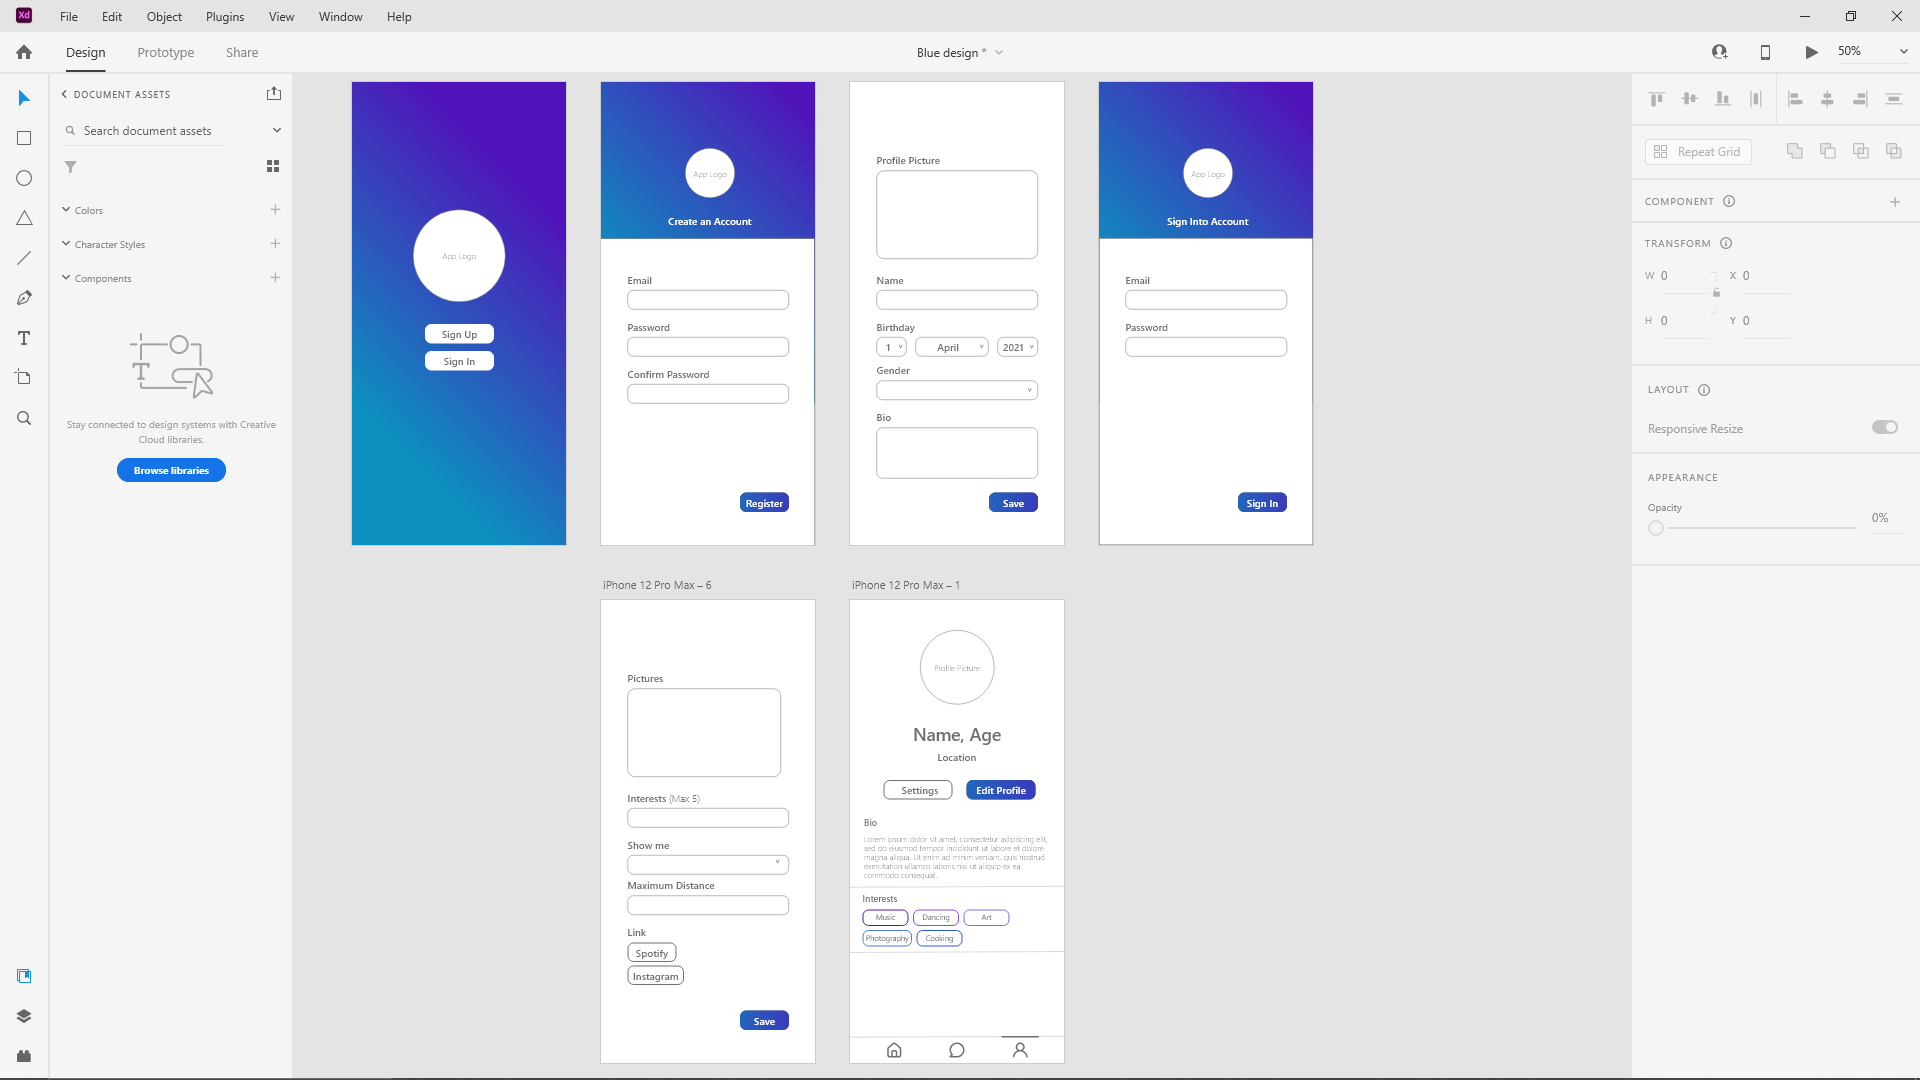 Xd File Edit Object Plugins View Window Help
Design Prototype Share
Blue design *
50%
DOCUMENT ASSETS
Search document assets
Colors
Character Styles
Components
Stay connected to design systems with Creative
Cloud libraries.
Browse libraries
App Logo
Sign Up
Sign In
App Logo
Create an Account
Email
Password
Confirm Password
Register
Profile Picture
Name
Birthday
1 April 2021
Gender
Bio
Save
App Logo
Sign Into Account
Email
Password
Sign In
iPhone 12 Pro Max – 6
Pictures
Interests (Max 5)
Show me
Maximum Distance
Link
Spotify
Instagram
Save
iPhone 12 Pro Max – 1
Profile Picture
Name, Age
Location
Settings Edit Profile
Bio
Lorem ipsum dolor sit amet, consectetur adipiscing elit,
sed do eiusmod tempor incididunt ut labore et dolore
magna aliqua. Ut enim ad minim veniam, quis nostrud
exercitation ullamco laboris nisi ut aliquip ex ea
commodo consequat.
Interests
Music Dancing Art
Photography Cooking
Repeat Grid
COMPONENT
TRANSFORM
W 0 X 0
H 0 Y 0
LAYOUT
Responsive Resize
APPEARANCE
Opacity
0%